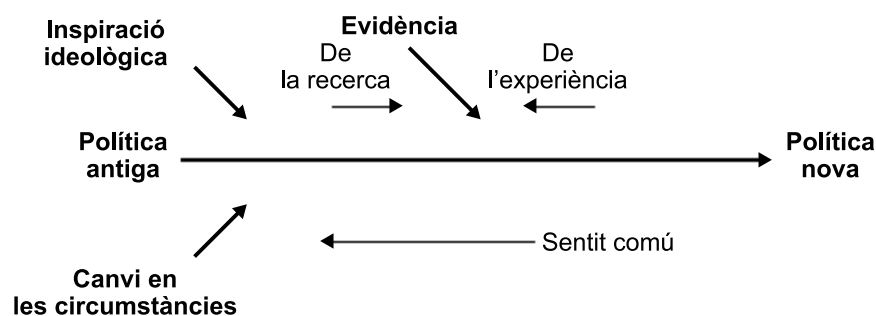 Inspiració
ideològica
Evidència
De
la recerca
De
l'experiència
Política
antiga
Política
nova
Sentit comú
Canvi en
les circumstàncies